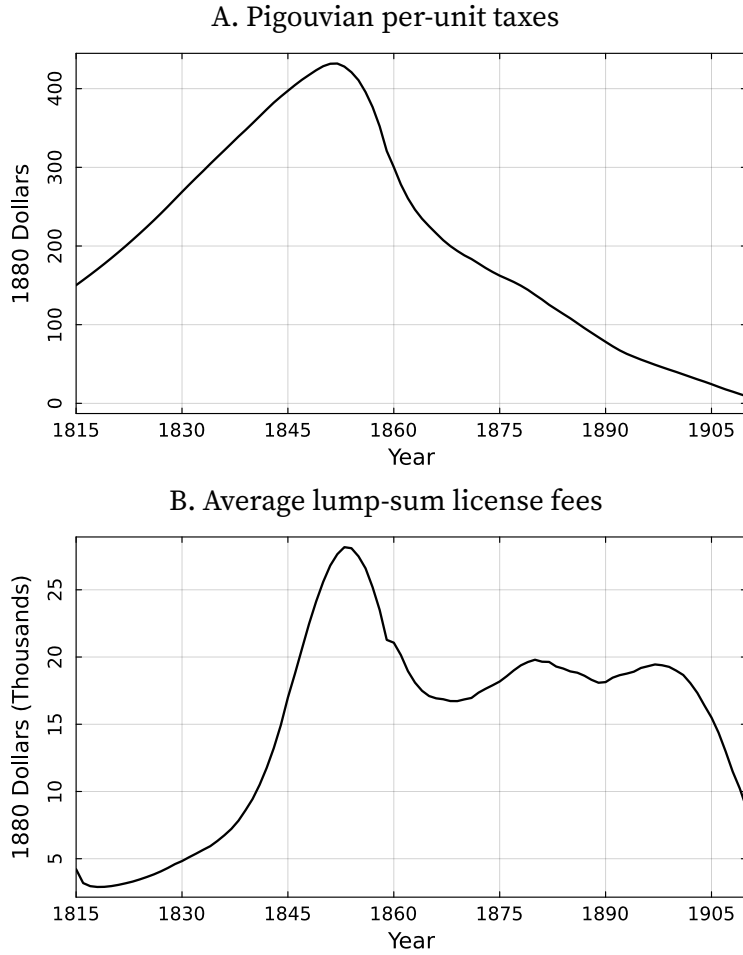 A. Pigouvian per-unit taxes
1880 Dollars
400
300
200
100
0
1815 1830 1845 1860 1875 1890 1905
Year
B. Average lump-sum license fees
1880 Dollars (Thousands)
25
20
15
10
5
1815 1830 1845 1860 1875 1890 1905
Year